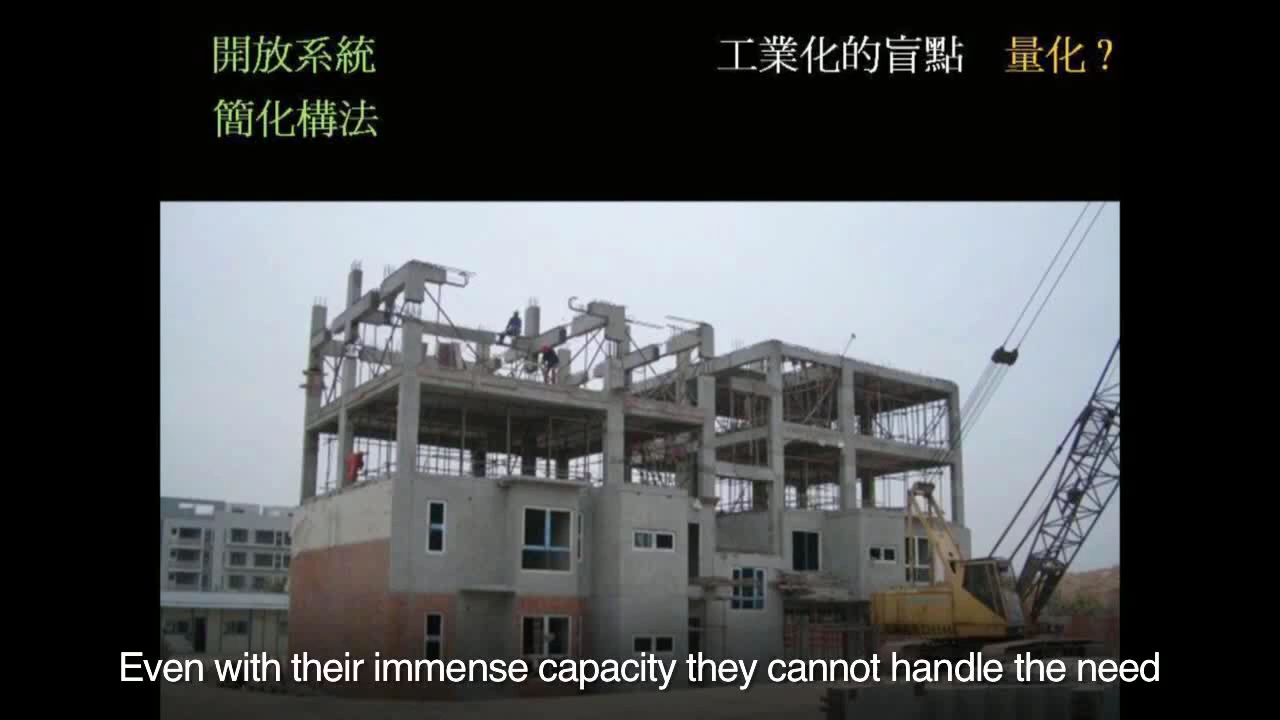 開放系統
工業化的盲點 量化？
簡化構法
Even with their immense capacity they cannot handle the need